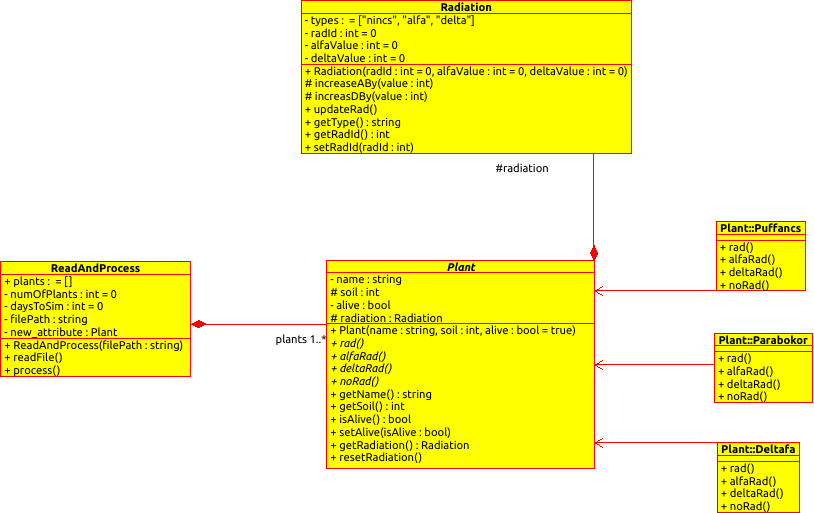 Radiation
- types : = ["nincs", "alfa", "delta"]
- radId : int = 0
- alfaValue : int = 0
- deltaValue : int = 0
+ Radiation(radId : int = 0, alfaValue : int = 0, deltaValue : int = 0)
# increaseABy(value : int)
# increasDBy(value : int)
+ updateRad()
+ getType() : string
+ getRadId() : int
+ setRadId(radId : int)
#radiation
ReadAndProcess
+ plants : = []
- numOfPlants : int = 0
- daysToSim : int = 0
- filePath : string
- new_attribute : Plant
+ ReadAndProcess(filePath : string)
+ readFile()
+ process()
plants 1..*
Plant
- name : string
# soil : int
- alive : bool
# radiation : Radiation
+ Plant(name : string, soil : int, alive : bool = true)
+ rad()
+ alfaRad()
+ deltaRad()
+ noRad()
+ getName() : string
+ getSoil() : int
+ isAlive() : bool
+ setAlive(isAlive : bool)
+ getRadiation() : Radiation
+ resetRadiation()
Plant::Puffancs
+ rad()
+ alfaRad()
+ deltaRad()
+ noRad()
Plant::Parabokor
+ rad()
+ alfaRad()
+ deltaRad()
+ noRad()
Plant::Deltafa
+ rad()
+ alfaRad()
+ deltaRad()
+ noRad()